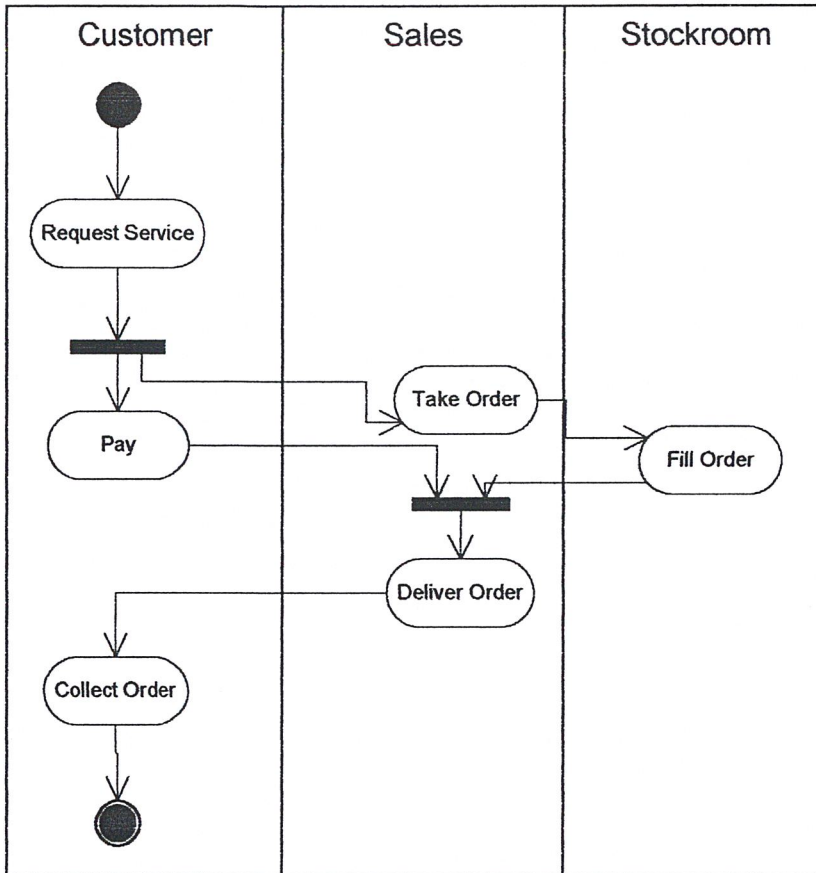 Customer
Sales
Stockroom
Request Service
Take Order
Pay
Fill Order
Deliver Order
Collect Order